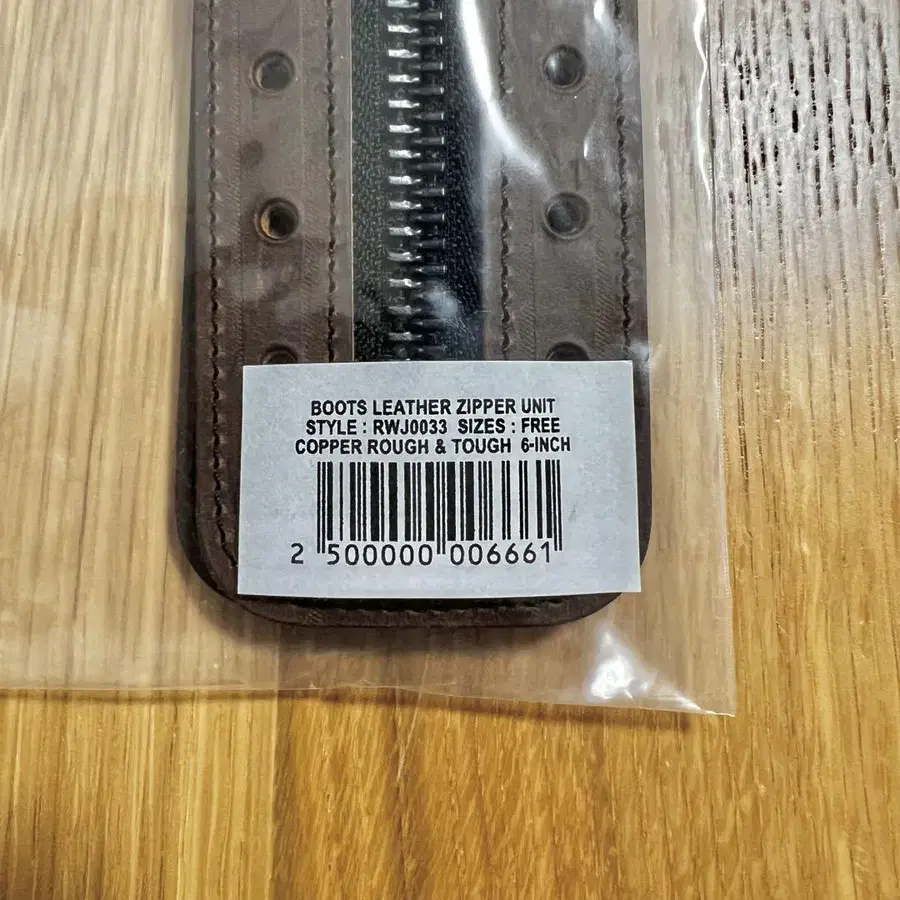 BOOTS LEATHER ZIPPER UNIT
STYLE : RWJ0033 SIZES : FREE
COPPER ROUGH & TOUGH 6-INCH
2 500000 006661